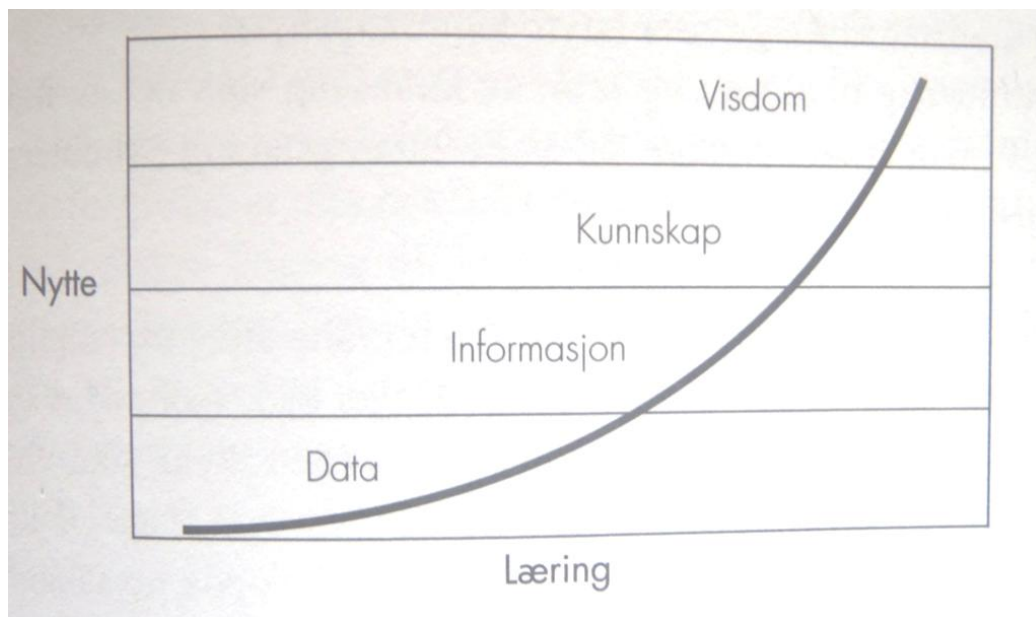 Visdom
Kunnskap
Nytte
Informasjon
Data
Læring